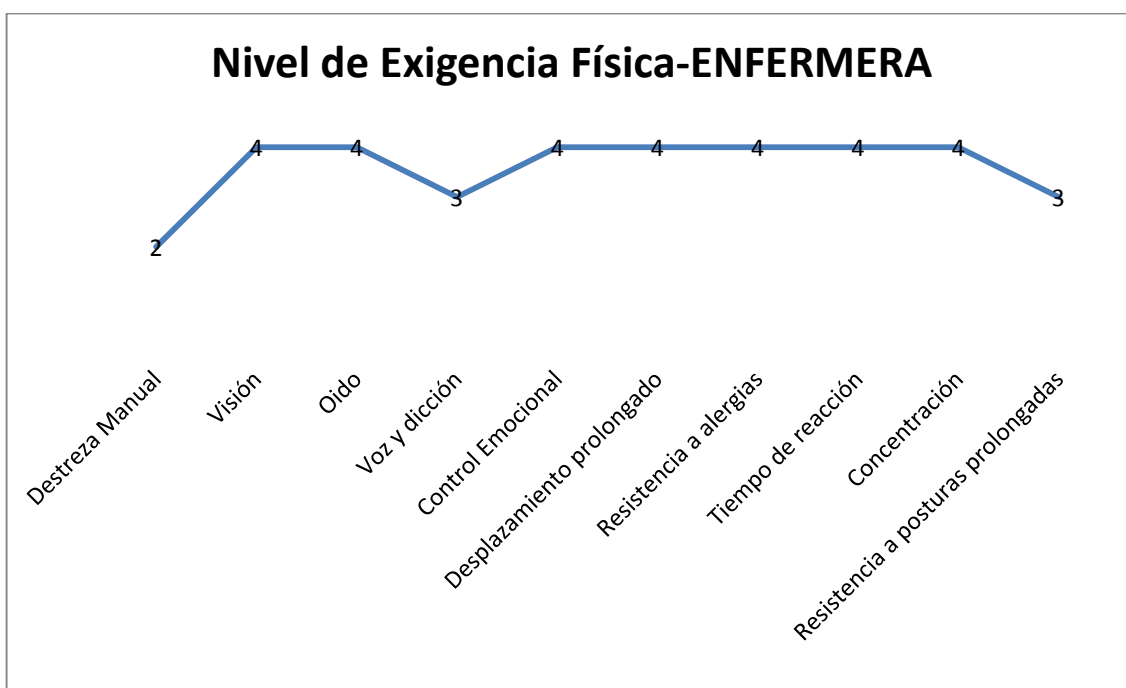 Nivel de Exigencia Física-ENFERMERA
2
4
4
3
4
4
4
4
4
3
Destreza Manual
Visión
Oido
Voz y dicción
Control Emocional
Desplazamiento prolongado
Resistencia a alergias
Tiempo de reacción
Concentración
Resistencia a posturas prolongadas